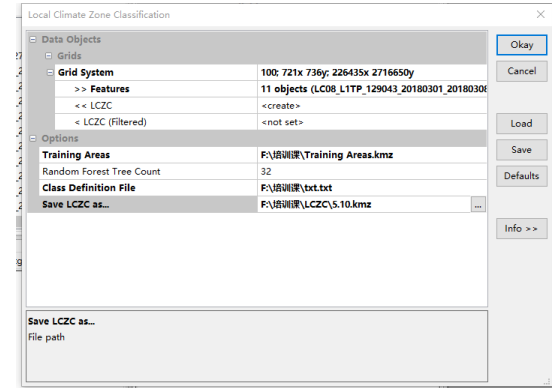 Local Climate Zone Classification
Data Objects
Grids
Grid System 100; 721x 736y; 226435x 2716650y
>> Features 11 objects (LC08_L1TP_129043_20180301_20180308
<< LCZC <create>
< LCZC (Filtered) <not set>
Options
Training Areas F:\培训课\Training Areas.kmz
Random Forest Tree Count 32
Class Definition File F:\培训课\txt.txt
Save LCZC as... F:\培训课\LCZC\5.10.kmz ...
Okay
Cancel
Load
Save
Defaults
Info >>
Save LCZC as...
File path